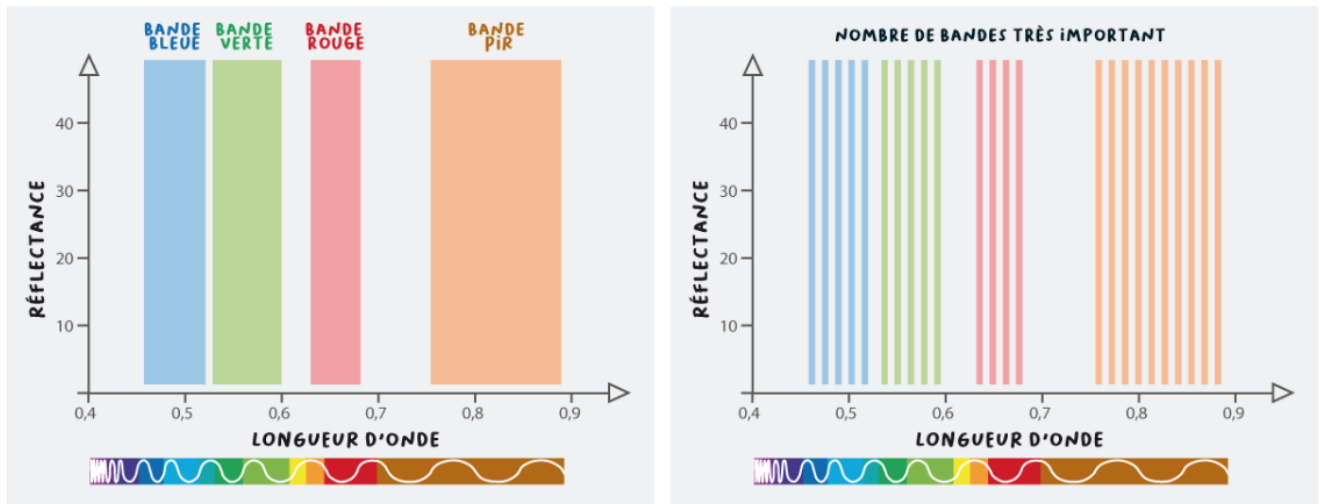 BANDE BLEUE
BANDE VERTE
BANDE ROUGE
BANDE PiR
40
30
20
10
RÉFLECTANCE
0,4 0,5 0,6 0,7 0,8 0,9
LONGUEUR D'ONDE
NOMBRE DE BANDES TRÈS iMPORTANT
40
30
20
10
RÉFLECTANCE
0,4 0,5 0,6 0,7 0,8 0,9
LONGUEUR D'ONDE